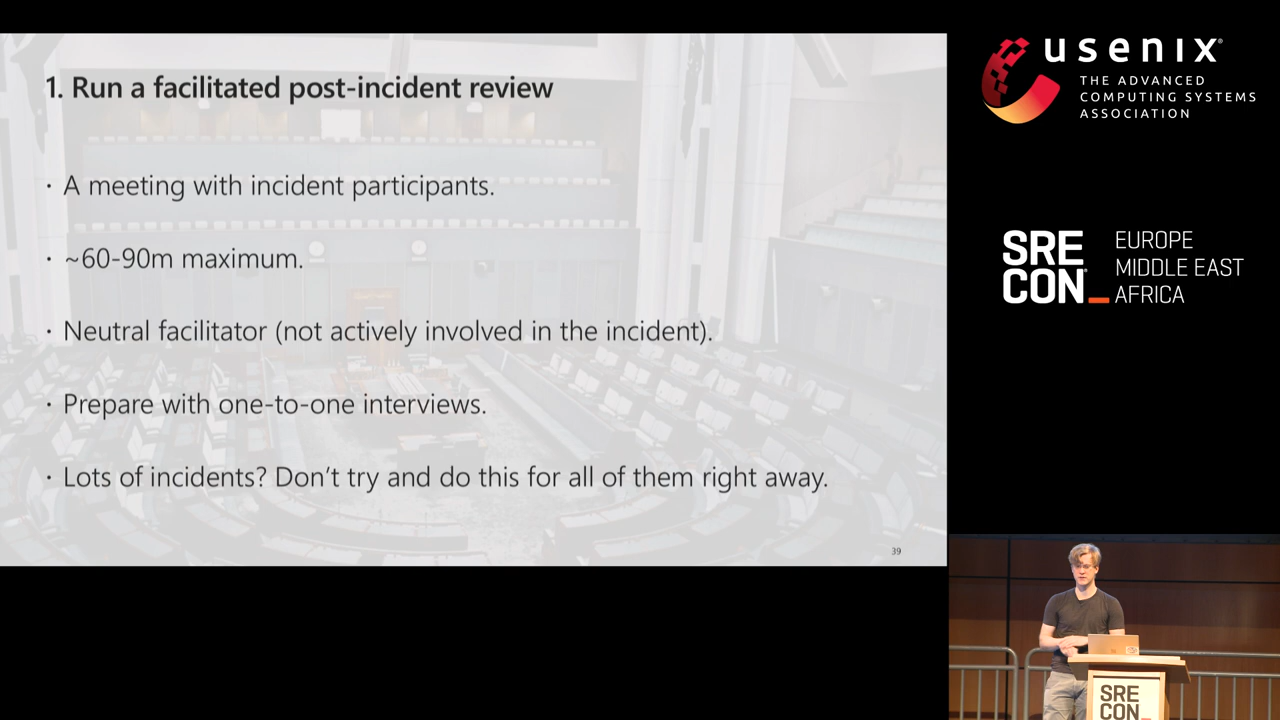 1. Run a facilitated post-incident review
· A meeting with incident participants.
· ~60-90m maximum.
· Neutral facilitator (not actively involved in the incident).
· Prepare with one-to-one interviews.
· Lots of incidents? Don’t try and do this for all of them right away.
39
usenix®
THE ADVANCED
COMPUTING SYSTEMS
ASSOCIATION
SRE
CON_
EUROPE
MIDDLE EAST
AFRICA
SRE
CON_